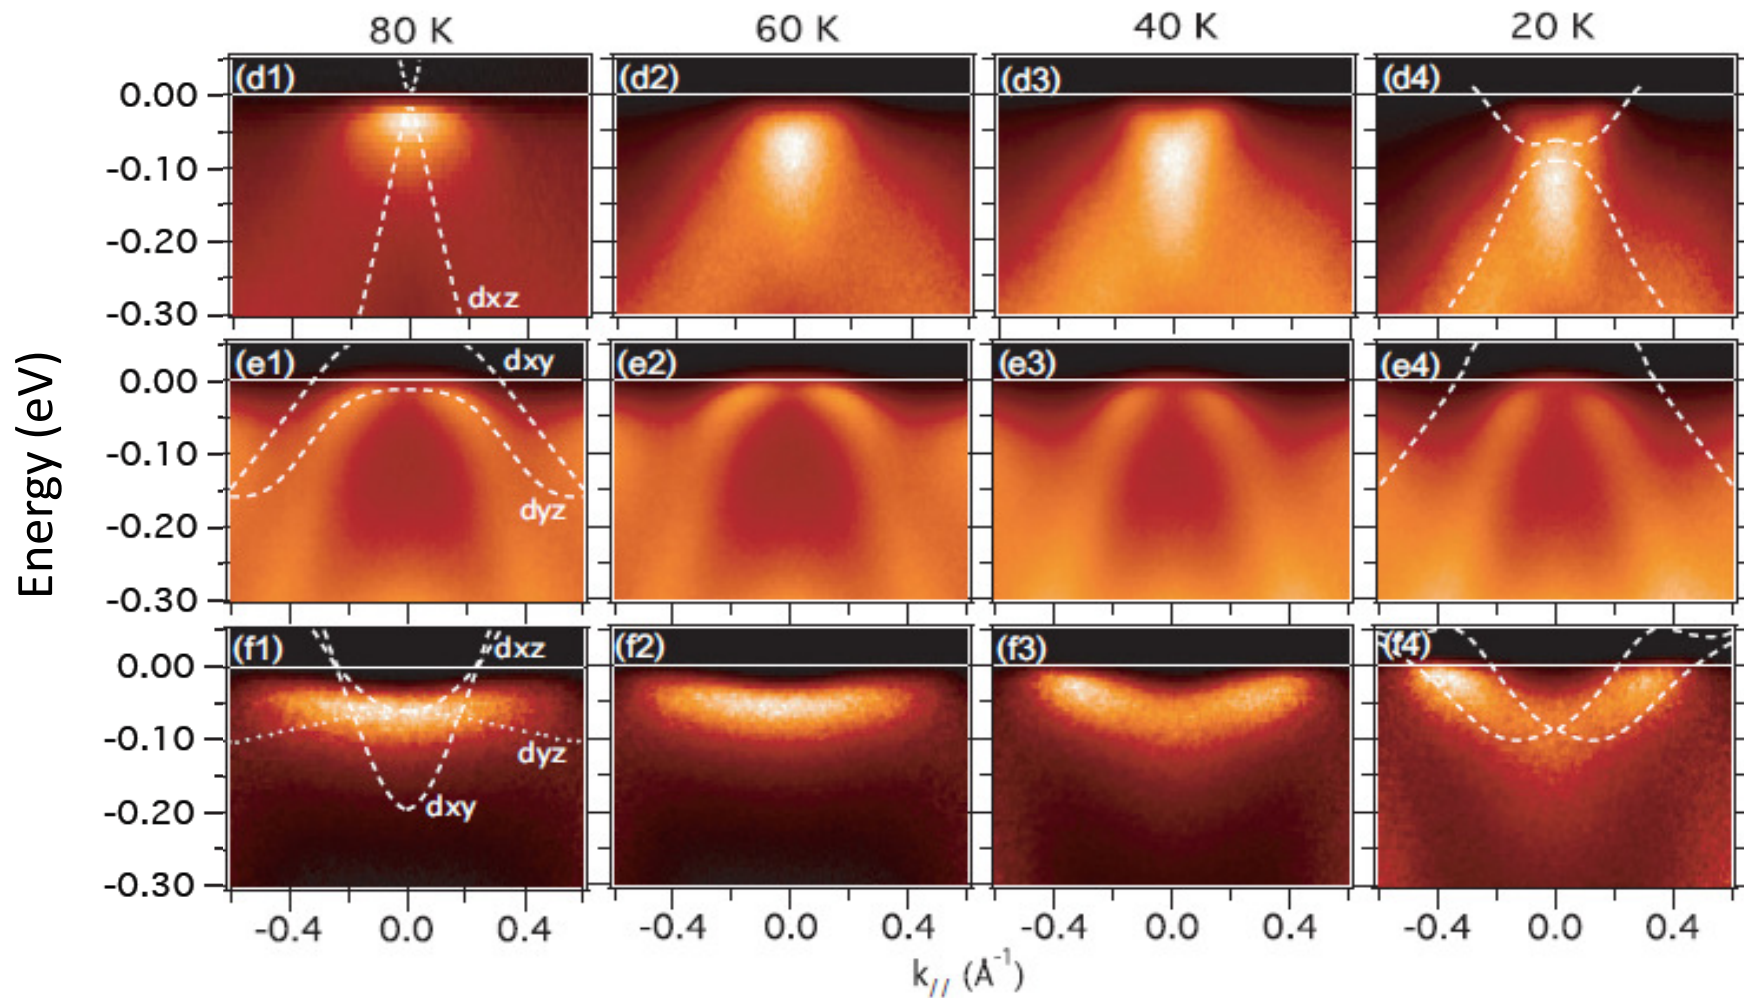 80 K 60 K 40 K 20 K
(d1) (d2) (d3) (d4)
0.00
-0.10
-0.20
-0.30
dxz
(e1) dxy (e2) (e3) (e4)
0.00
-0.10
-0.20
-0.30
dyz
(f1) dxz (f2) (f3) (f4)
0.00
-0.10
-0.20
-0.30
dyz
dxy
Energy (eV)
-0.4 0.0 0.4 -0.4 0.0 0.4 -0.4 0.0 0.4 -0.4 0.0 0.4
k// (Å-1)